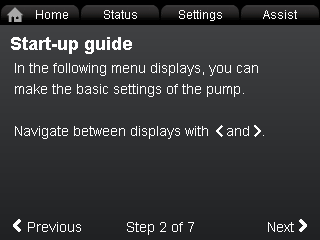 Home Status Settings Assist
Start-up guide
In the following menu displays, you can
make the basic settings of the pump.
Navigate between displays with < and >.
< Previous Step 2 of 7 Next >